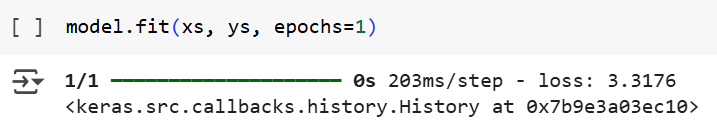 [ ] model.fit(xs, ys, epochs=1)
1/1 ━━━━━━━━━━━━━━━━━━━━ 0s 203ms/step - loss: 3.3176
<keras.src.callbacks.history.History at 0x7b9e3a03ec10>